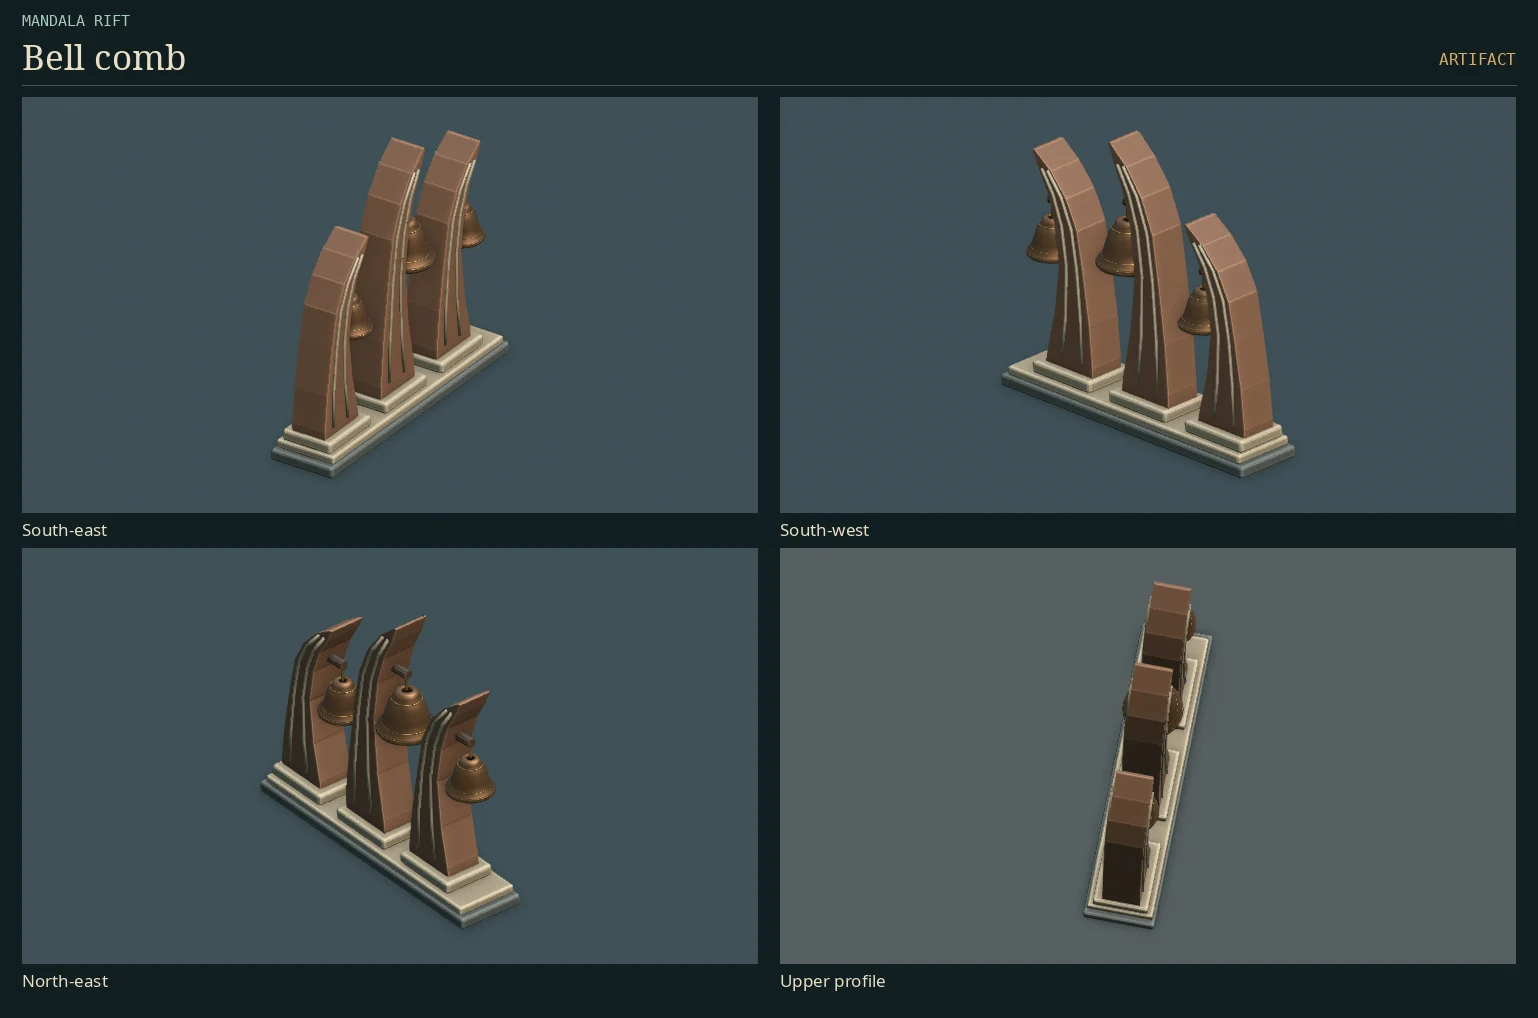 MANDALA RIFT
Bell comb
ARTIFACT
South-east
South-west
North-east
Upper profile